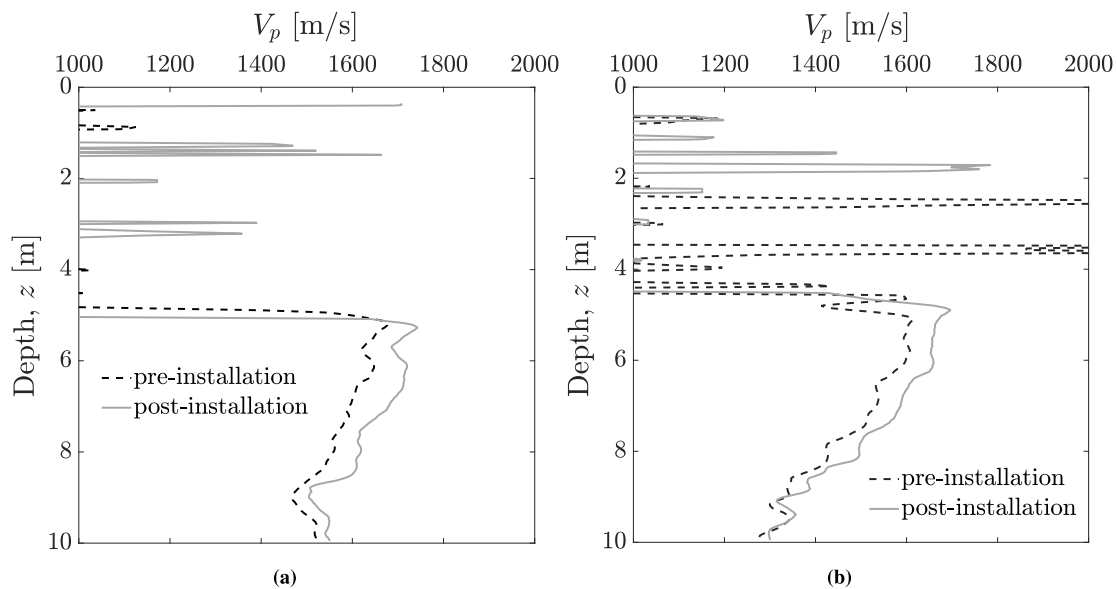 V_p [m/s]
1000 1200 1400 1600 1800 2000
0
2
4
6
8
10
Depth, z [m]
pre-installation
post-installation
(a)
V_p [m/s]
1000 1200 1400 1600 1800 2000
0
2
4
6
8
10
Depth, z [m]
pre-installation
post-installation
(b)